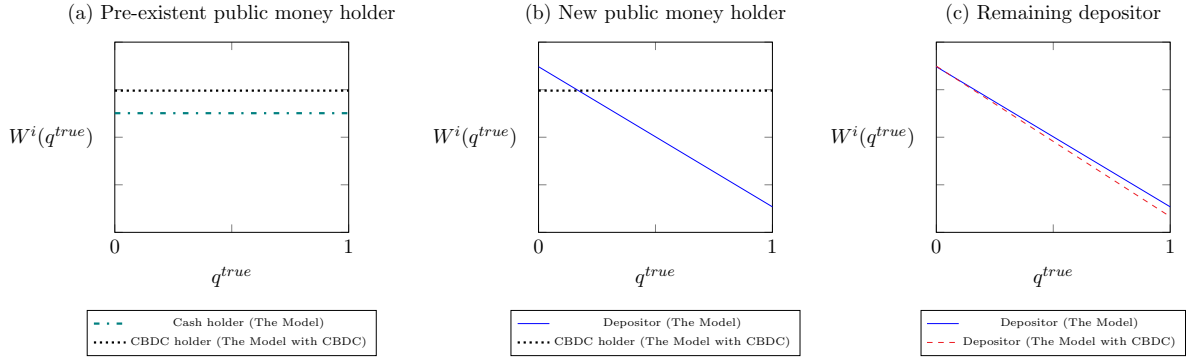 (a) Pre-existent public money holder
W^i(q^{true})
0
1
q^{true}
Cash holder (The Model)
CBDC holder (The Model with CBDC)
(b) New public money holder
W^i(q^{true})
0
1
q^{true}
Depositor (The Model)
CBDC holder (The Model with CBDC)
(c) Remaining depositor
W^i(q^{true})
0
1
q^{true}
Depositor (The Model)
Depositor (The Model with CBDC)